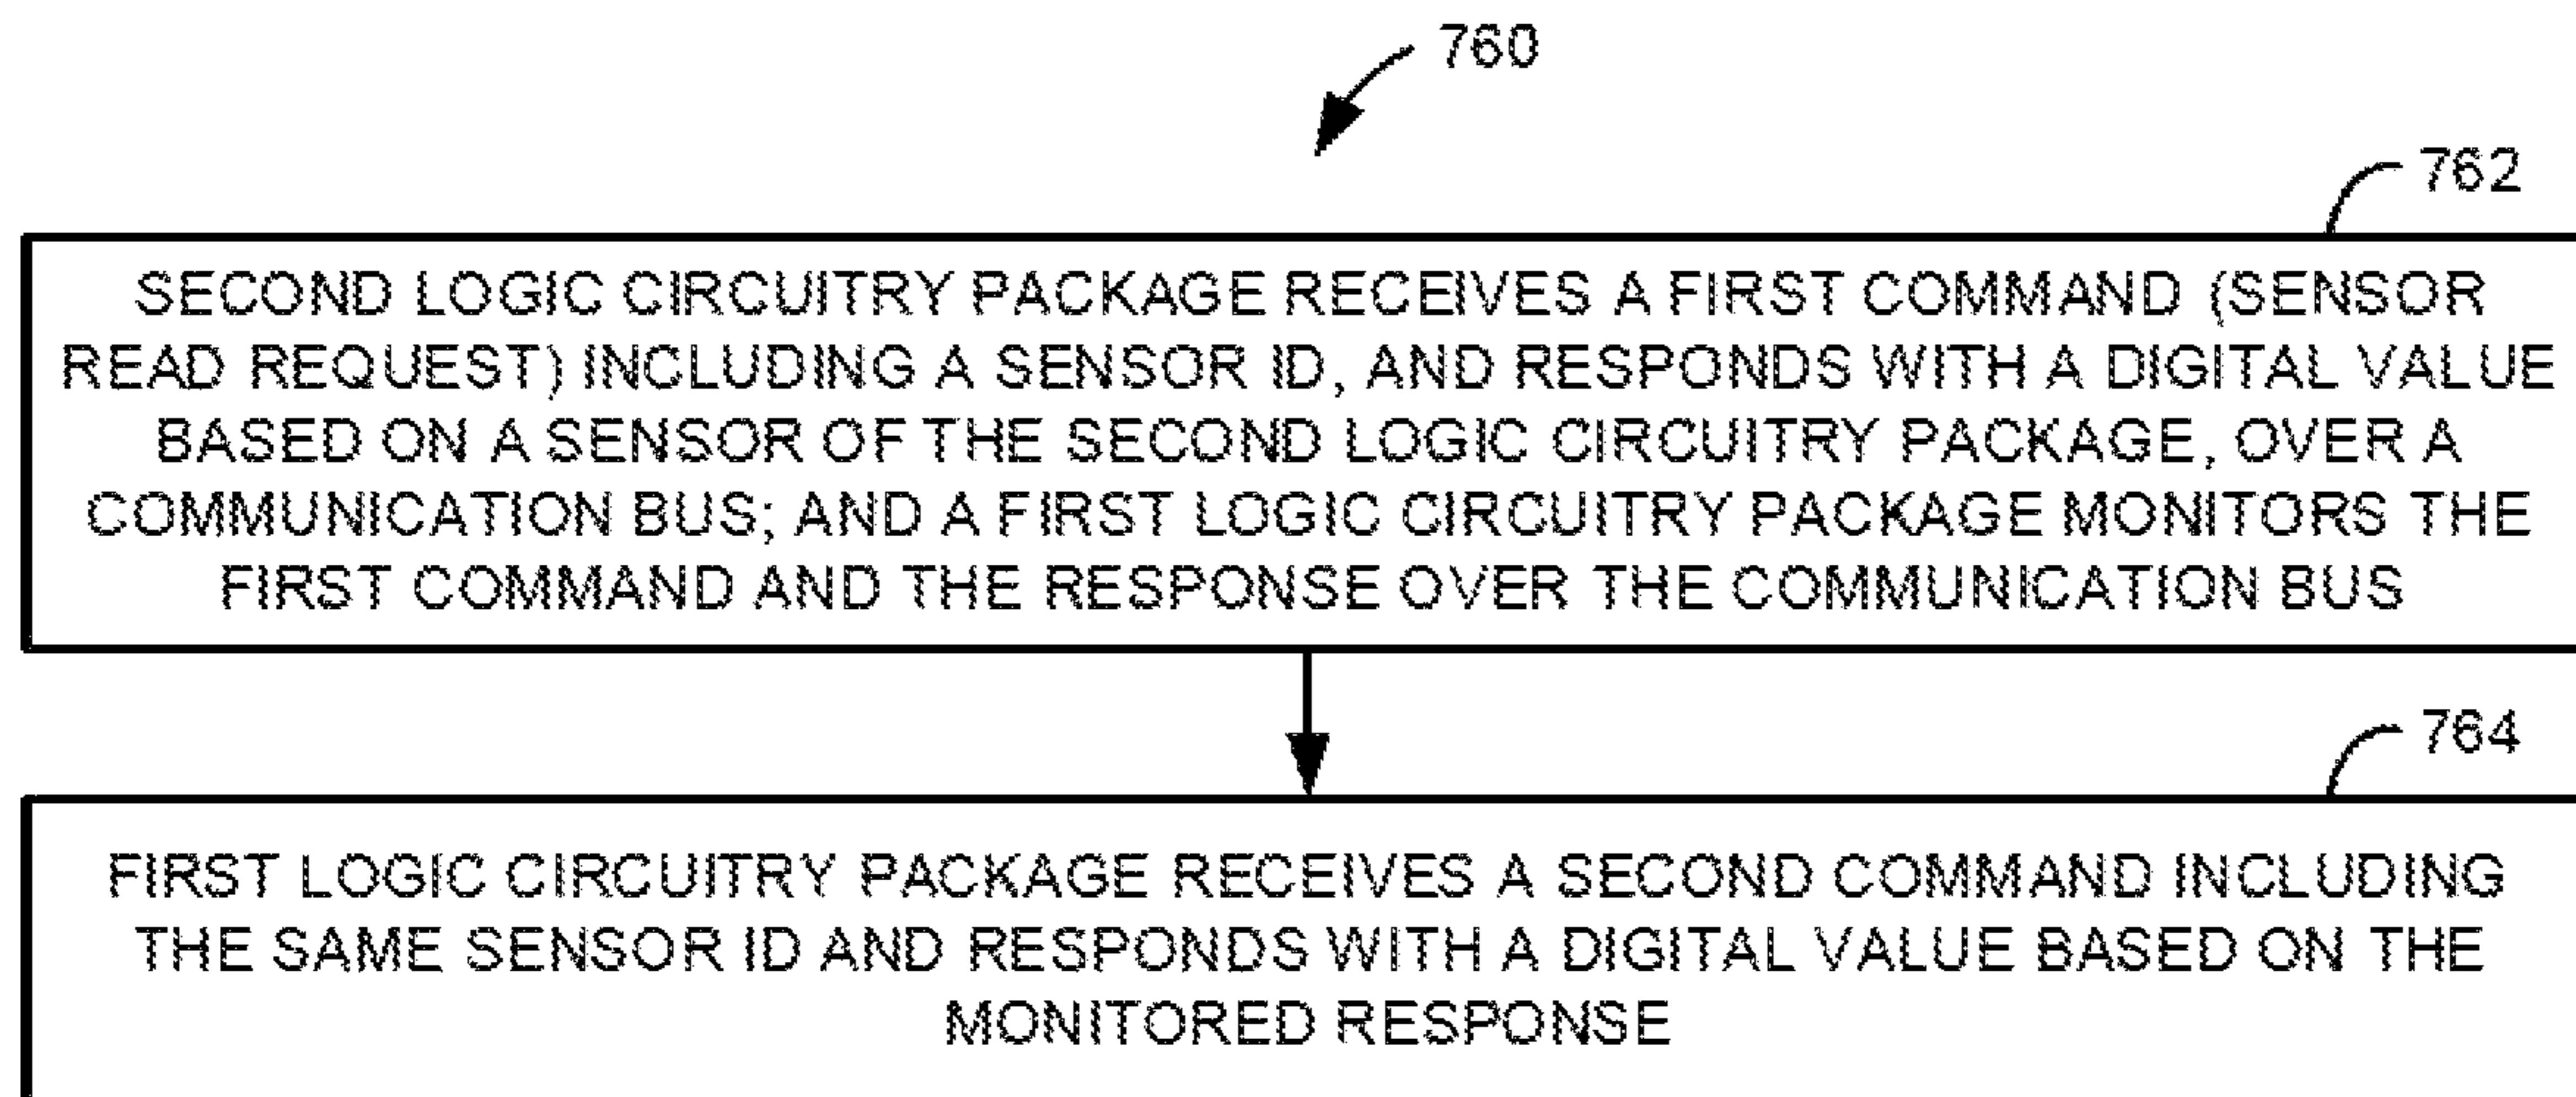 760
762
SECOND LOGIC CIRCUITRY PACKAGE RECEIVES A FIRST COMMAND (SENSOR
READ REQUEST) INCLUDING A SENSOR ID, AND RESPONDS WITH A DIGITAL VALUE
BASED ON A SENSOR OF THE SECOND LOGIC CIRCUITRY PACKAGE, OVER A
COMMUNICATION BUS; AND A FIRST LOGIC CIRCUITRY PACKAGE MONITORS THE
FIRST COMMAND AND THE RESPONSE OVER THE COMMUNICATION BUS
764
FIRST LOGIC CIRCUITRY PACKAGE RECEIVES A SECOND COMMAND INCLUDING
THE SAME SENSOR ID AND RESPONDS WITH A DIGITAL VALUE BASED ON THE
MONITORED RESPONSE